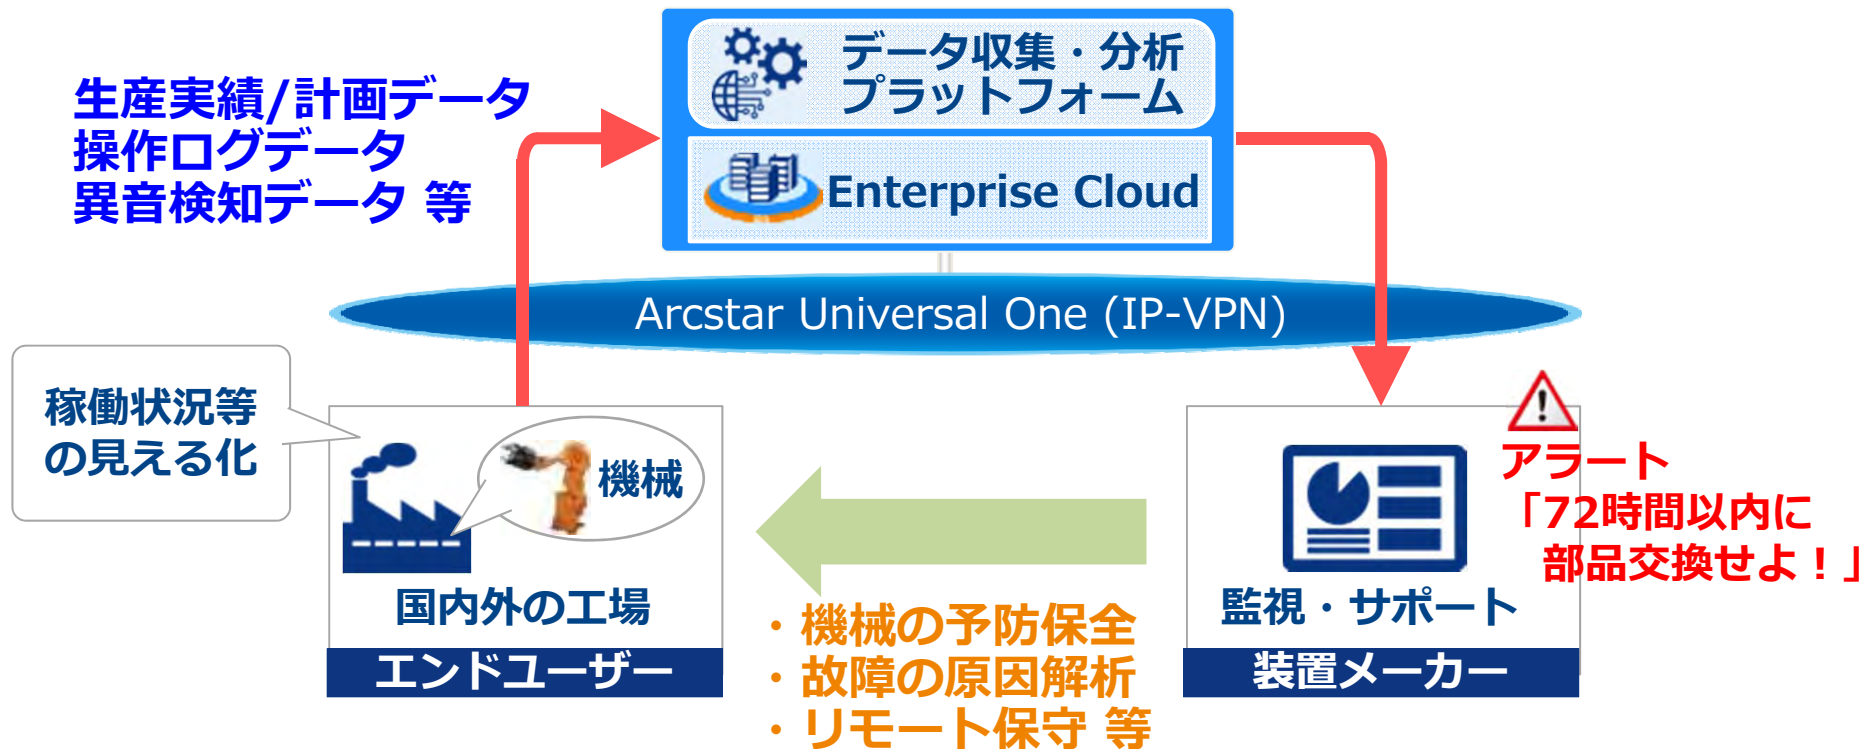 データ収集・分析
プラットフォーム
Enterprise Cloud
生産実績/計画データ
操作ログデータ
異音検知データ 等
Arcstar Universal One (IP-VPN)
稼働状況等
の見える化
機械
国内外の工場
エンドユーザー
・機械の予防保全
・故障の原因解析
・リモート保守 等
アラート
「72時間以内に
部品交換せよ！」
監視・サポート
装置メーカー